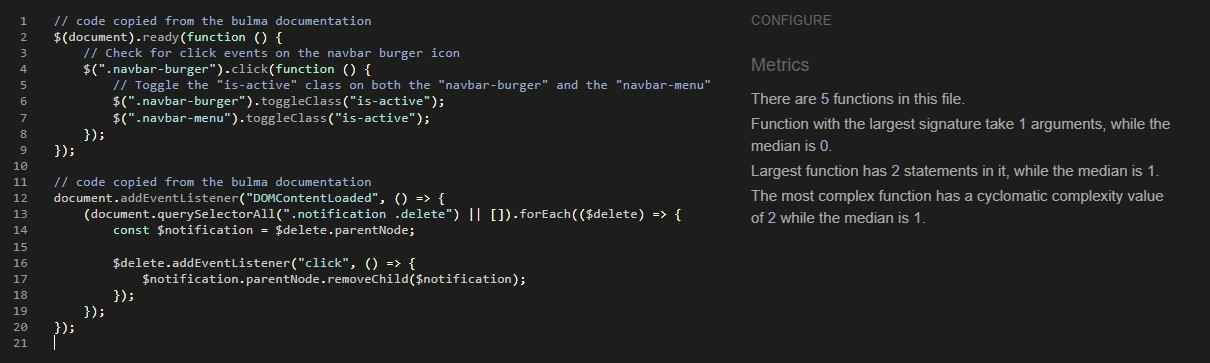 1 // code copied from the bulma documentation
2 $(document).ready(function () {
3     // Check for click events on the navbar burger icon
4     $(".navbar-burger").click(function () {
5         // Toggle the "is-active" class on both the "navbar-burger" and the "navbar-menu"
6         $(".navbar-burger").toggleClass("is-active");
7         $(".navbar-menu").toggleClass("is-active");
8     });
9 });
10
11 // code copied from the bulma documentation
12 document.addEventListener("DOMContentLoaded", () => {
13     (document.querySelectorAll(".notification .delete") || []).forEach(($delete) => {
14         const $notification = $delete.parentNode;
15
16         $delete.addEventListener("click", () => {
17             $notification.parentNode.removeChild($notification);
18         });
19     });
20 });
21
CONFIGURE
Metrics
There are 5 functions in this file.
Function with the largest signature take 1 arguments, while the
median is 0.
Largest function has 2 statements in it, while the median is 1.
The most complex function has a cyclomatic complexity value
of 2 while the median is 1.